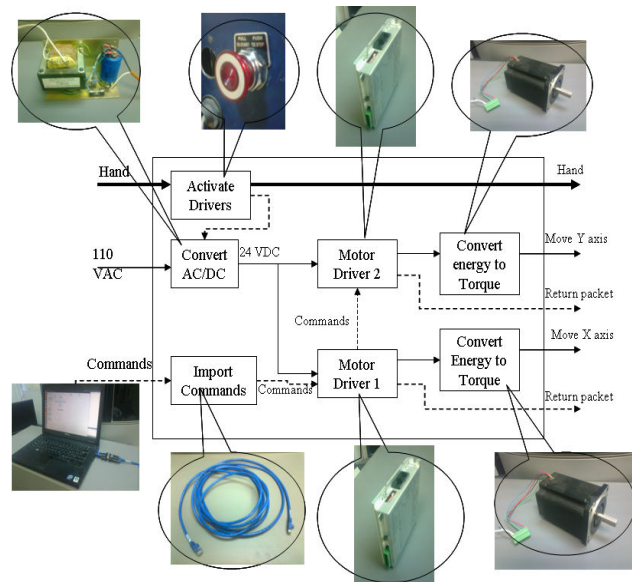 PULL PUSH
Hand
Activate
Drivers
Hand
110
VAC
Convert
AC/DC
24 VDC
Motor
Driver 2
Convert
energy to
Torque
Move Y axis
Return packet
Commands
Commands
Import
Commands
Commands
Motor
Driver 1
Convert
Energy to
Torque
Move X axis
Return packet